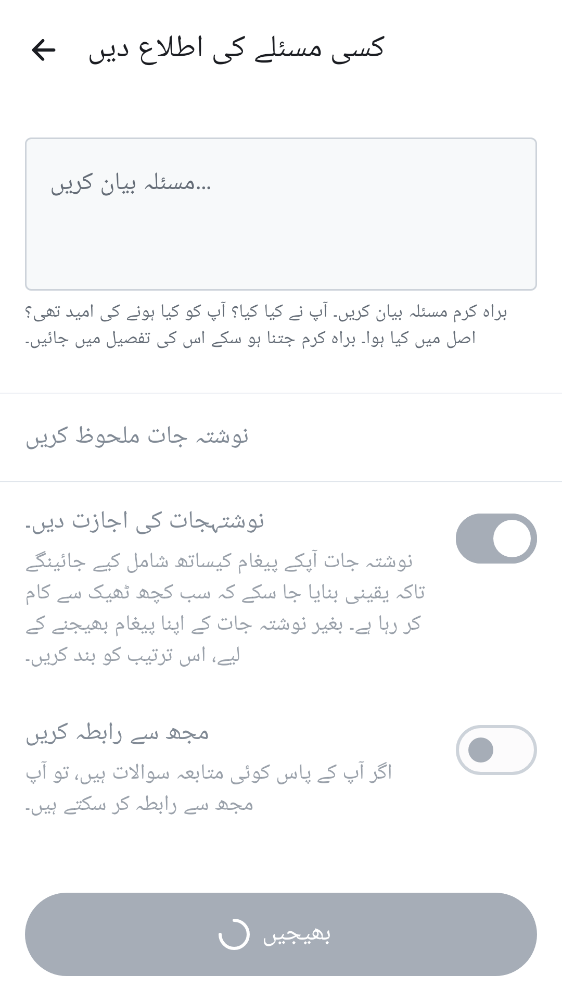 کسی مسئلے کی اطلاع دیں
مسئلہ بیان کریں...
براہ کرم مسئلہ بیان کریں۔ آپ نے کیا کیا؟ آپ کو کیا ہونے کی امید تھی؟
اصل میں کیا ہوا۔ براہ کرم جتنا ہو سکے اس کی تفصیل میں جائیں۔
نوشتہ جات ملحوظ کریں
نوشتہجات کی اجازت دیں۔
نوشتہ جات آپکے پیغام کیساتھ شامل کیے جائینگے
تاکہ یقینی بنایا جا سکے کہ سب کچھ ٹھیک سے کام
کر رہا ہے۔ بغیر نوشتہ جات کے اپنا پیغام بھیجنے کے
لیے، اس ترتیب کو بند کریں۔
مجھ سے رابطہ کریں
اگر آپ کے پاس کوئی متابعہ سوالات ہیں، تو آپ
مجھ سے رابطہ کر سکتے ہیں۔
بھیجیں